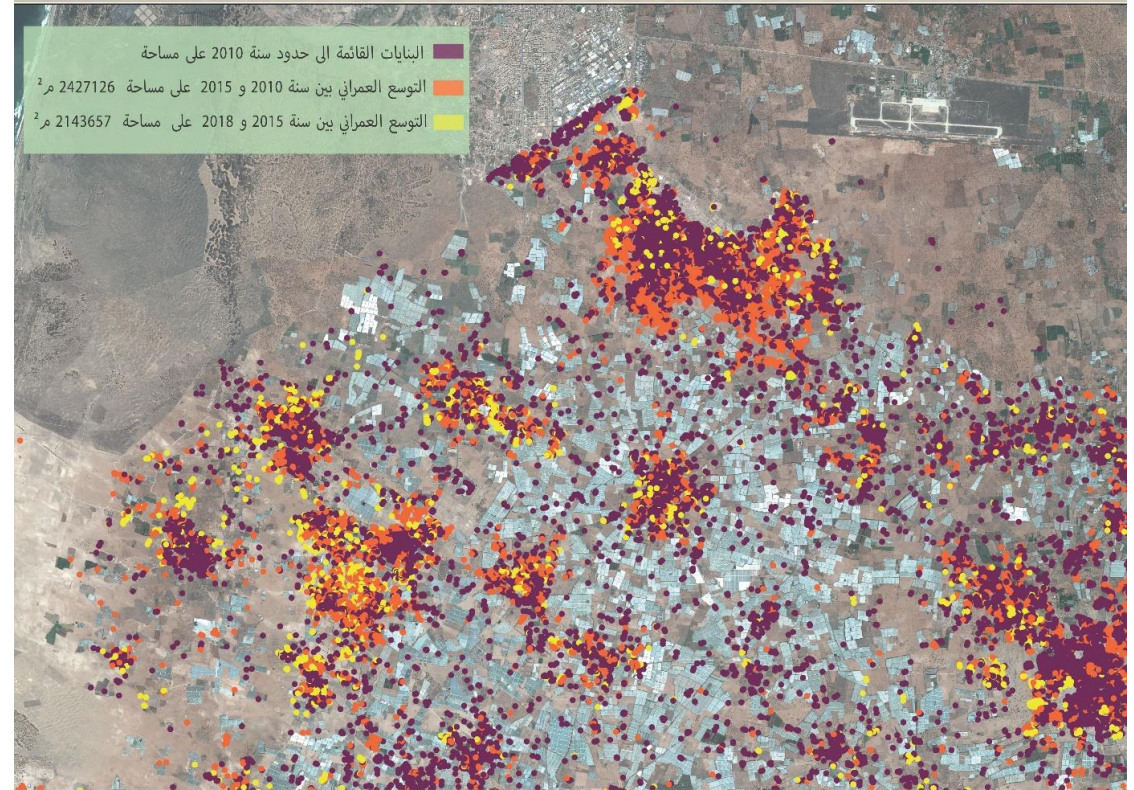 البنايات القائمة الى حدود سنة 2010 على مساحة
التوسع العمراني بين سنة 2010 و 2015 على مساحة 2427126 م²
التوسع العمراني بين سنة 2015 و 2018 على مساحة 2143657 م²